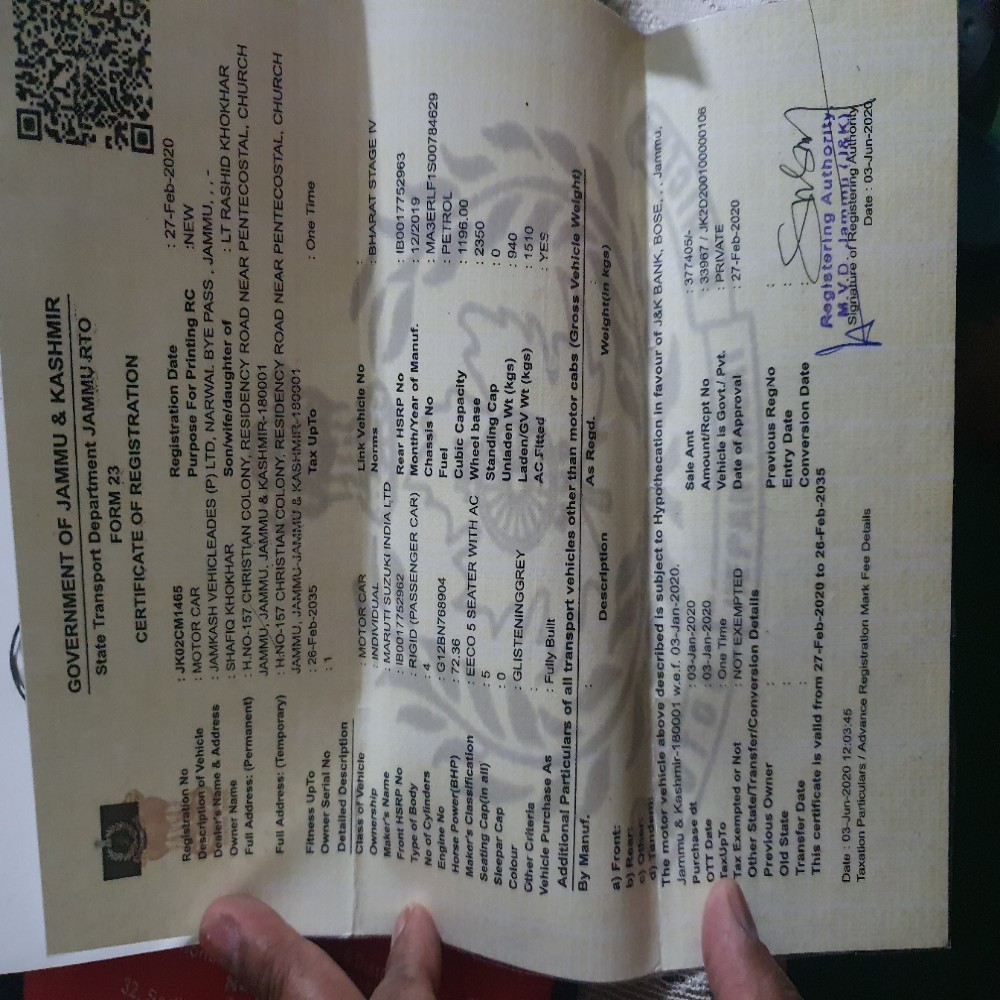 GOVERNMENT OF JAMMU & KASHMIR
State Transport Department JAMMU RTO
FORM 23
CERTIFICATE OF REGISTRATION
Registration No : JK02CM1465 Registration Date : 27-Feb-2020
Description of Vehicle : MOTOR CAR Purpose For Printing RC :NEW
Dealer's Name & Address : JAMKASH VEHICLEADES (P) LTD, NARWAL BYE PASS , JAMMU, , , -
Owner Name : SHAFIQ KHOKHAR Son/wife/daughter of : LT RASHID KHOKHAR
Full Address: (Permanent) : H.NO-157 CHRISTIAN COLONY, RESIDENCY ROAD NEAR PENTECOSTAL, CHURCH
JAMMU, JAMMU, JAMMU & KASHMIR-180001
Full Address: (Temporary) : H.NO-157 CHRISTIAN COLONY, RESIDENCY ROAD NEAR PENTECOSTAL, CHURCH
JAMMU, JAMMU, JAMMU & KASHMIR-180001
Fitness UpTo : 26-Feb-2035 Tax UpTo : One Time
Owner Serial No : 1
Detailed Description
Class of Vehicle : MOTOR CAR Link Vehicle No :
Ownership : INDIVIDUAL Norms : BHARAT STAGE IV
Maker's Name : MARUTI SUZUKI INDIA LTD
Front HSRP No : IB0017752962 Rear HSRP No : IB0017752963
Type of Body : RIGID (PASSENGER CAR) Month/Year of Manuf. : 12/2019
No of Cylinders : 4 Chassis No : MA3ERLF1S00784629
Engine No : G12BN768904 Fuel : PETROL
Horse Power(BHP) : 72.36 Cubic Capacity : 1196.00
Maker's Classification : EECO 5 SEATER WITH AC Wheel base : 2350
Seating Cap(in all) : 5 Standing Cap : 0
Sleepar Cap : 0 Unladen Wt (kgs) : 940
Colour : GLISTENINGGREY Laden/GV Wt (kgs) : 1510
Other Criteria : AC Fitted : YES
Vehicle Purchase As : Fully Built
Additional Particulars of all transport vehicles other than motor cabs (Gross Vehicle Weight)
By Manuf. : As Regd. :
Description Weight(in kgs)
a) Front:
b) Rear:
c) Other:
d) Tandem:
The motor vehicle above described is subject to Hypothecation in favour of J&K BANK, BOSE, , , Jammu,
Jammu & Kashmir-180001 w.e.f. 03-Jan-2020.
Purchase dt : 03-Jan-2020 Sale Amt : 377405/-
OTT Date : 03-Jan-2020 Amount/Rcpt No : 33967 / JK2D2001000000106
TaxUpTo : One Time Vehicle is Govt./ Pvt. : PRIVATE
Tax Exempted or Not : NOT EXEMPTED Date of Approval : 27-Feb-2020
Other State/Transfer/Conversion Details
Previous Owner : Previous RegNo :
Old State : Entry Date :
Transfer Date : Conversion Date :
This certificate is valid from 27-Feb-2020 to 26-Feb-2035
Registering Authority
M.V.D Jammu (J&K)
Signature of Registering Authority
Date : 03-Jun-2020 12:03:45 Date : 03-Jun-2020
Taxation Particulars / Advance Registration Mark Fee Details